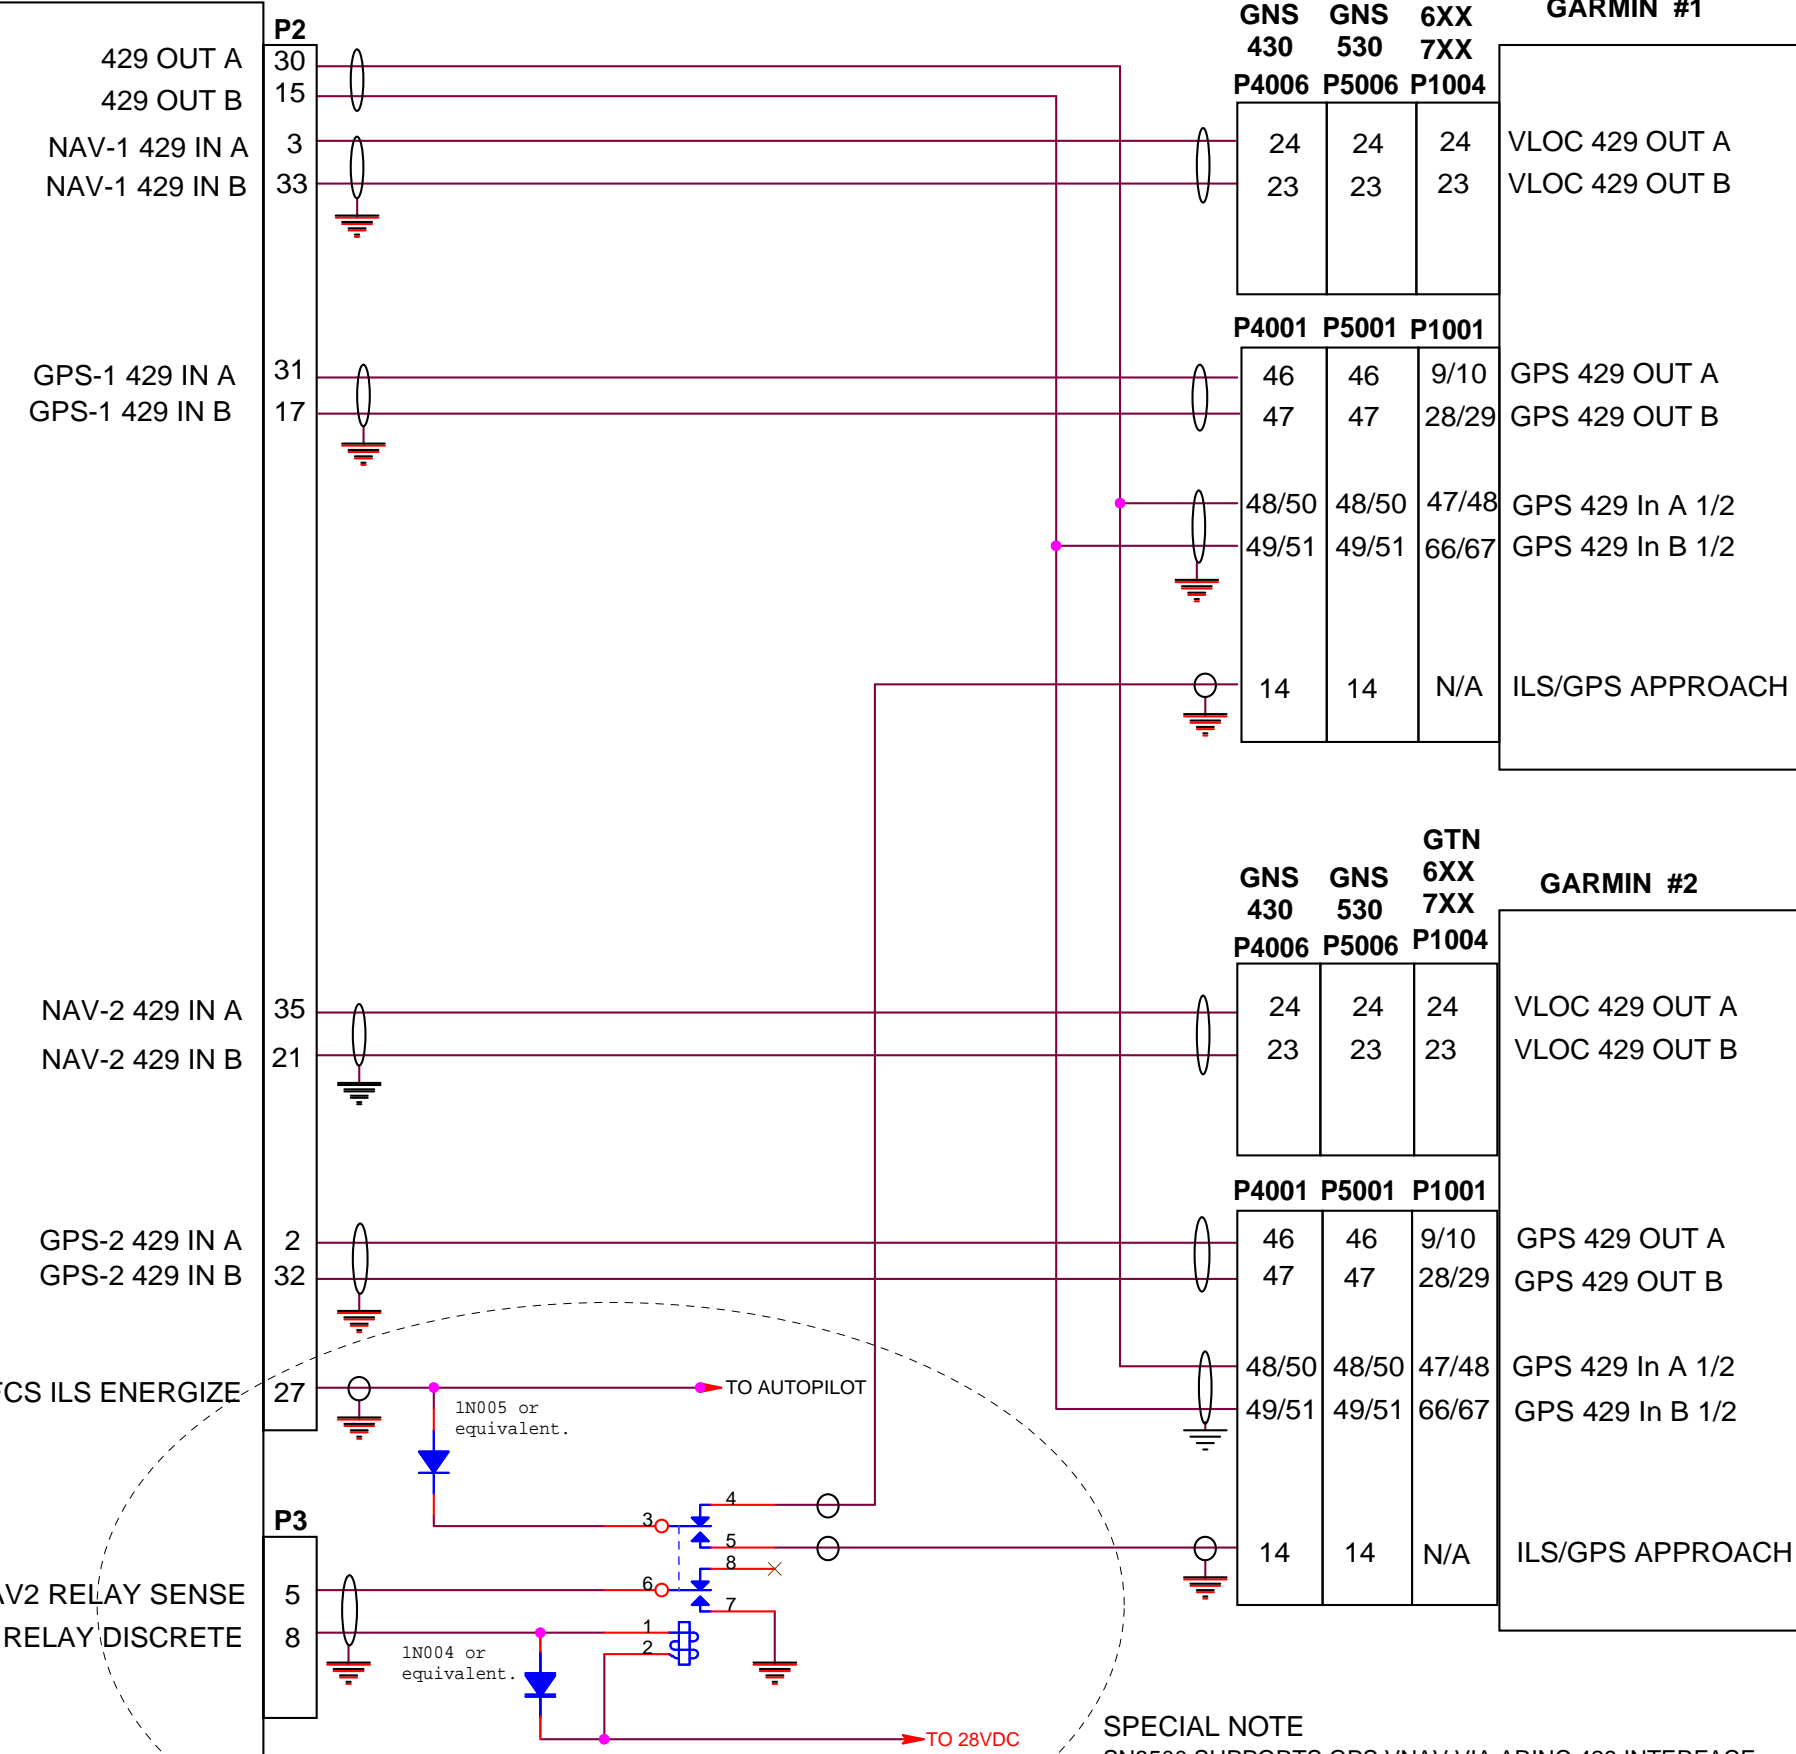 GNS GNS 6XX GARMIN #1
430 530 7XX
P2 P4006 P5006 P1004
429 OUT A 30
429 OUT B 15
NAV-1 429 IN A 3 24 24 24 VLOC 429 OUT A
NAV-1 429 IN B 33 23 23 23 VLOC 429 OUT B
P4001 P5001 P1001
GPS-1 429 IN A 31 46 46 9/10 GPS 429 OUT A
GPS-1 429 IN B 17 47 47 28/29 GPS 429 OUT B
48/50 48/50 47/48 GPS 429 In A 1/2
49/51 49/51 66/67 GPS 429 In B 1/2
14 14 N/A ILS/GPS APPROACH
GTN
GNS GNS 6XX GARMIN #2
430 530 7XX
P4006 P5006 P1004
NAV-2 429 IN A 35 24 24 24 VLOC 429 OUT A
NAV-2 429 IN B 21 23 23 23 VLOC 429 OUT B
P4001 P5001 P1001
GPS-2 429 IN A 2 46 46 9/10 GPS 429 OUT A
GPS-2 429 IN B 32 47 47 28/29 GPS 429 OUT B
48/50 48/50 47/48 GPS 429 In A 1/2
FCS ILS ENERGIZE 27 TO AUTOPILOT
49/51 49/51 66/67 GPS 429 In B 1/2
1N005 or
equivalent.
4
P3 3
5
14 14 N/A ILS/GPS APPROACH
8
AV2 RELAY SENSE 5 6
7
RELAY DISCRETE 8 1
2
1N004 or
equivalent.
TO 28VDC
SPECIAL NOTE